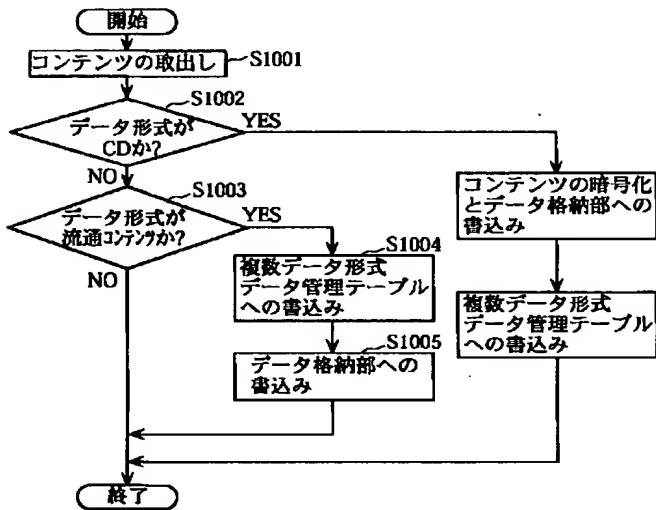 開始
コンテンツの取出し
S1001
S1002
データ形式が
CDか?
YES
NO
S1003
データ形式が
流通コンテンツか?
YES
NO
コンテンツの暗号化
とデータ格納部への
書込み
S1004
複数データ形式
データ管理テーブル
への書込み
複数データ形式
データ管理テーブル
への書込み
S1005
データ格納部への
書込み
終了